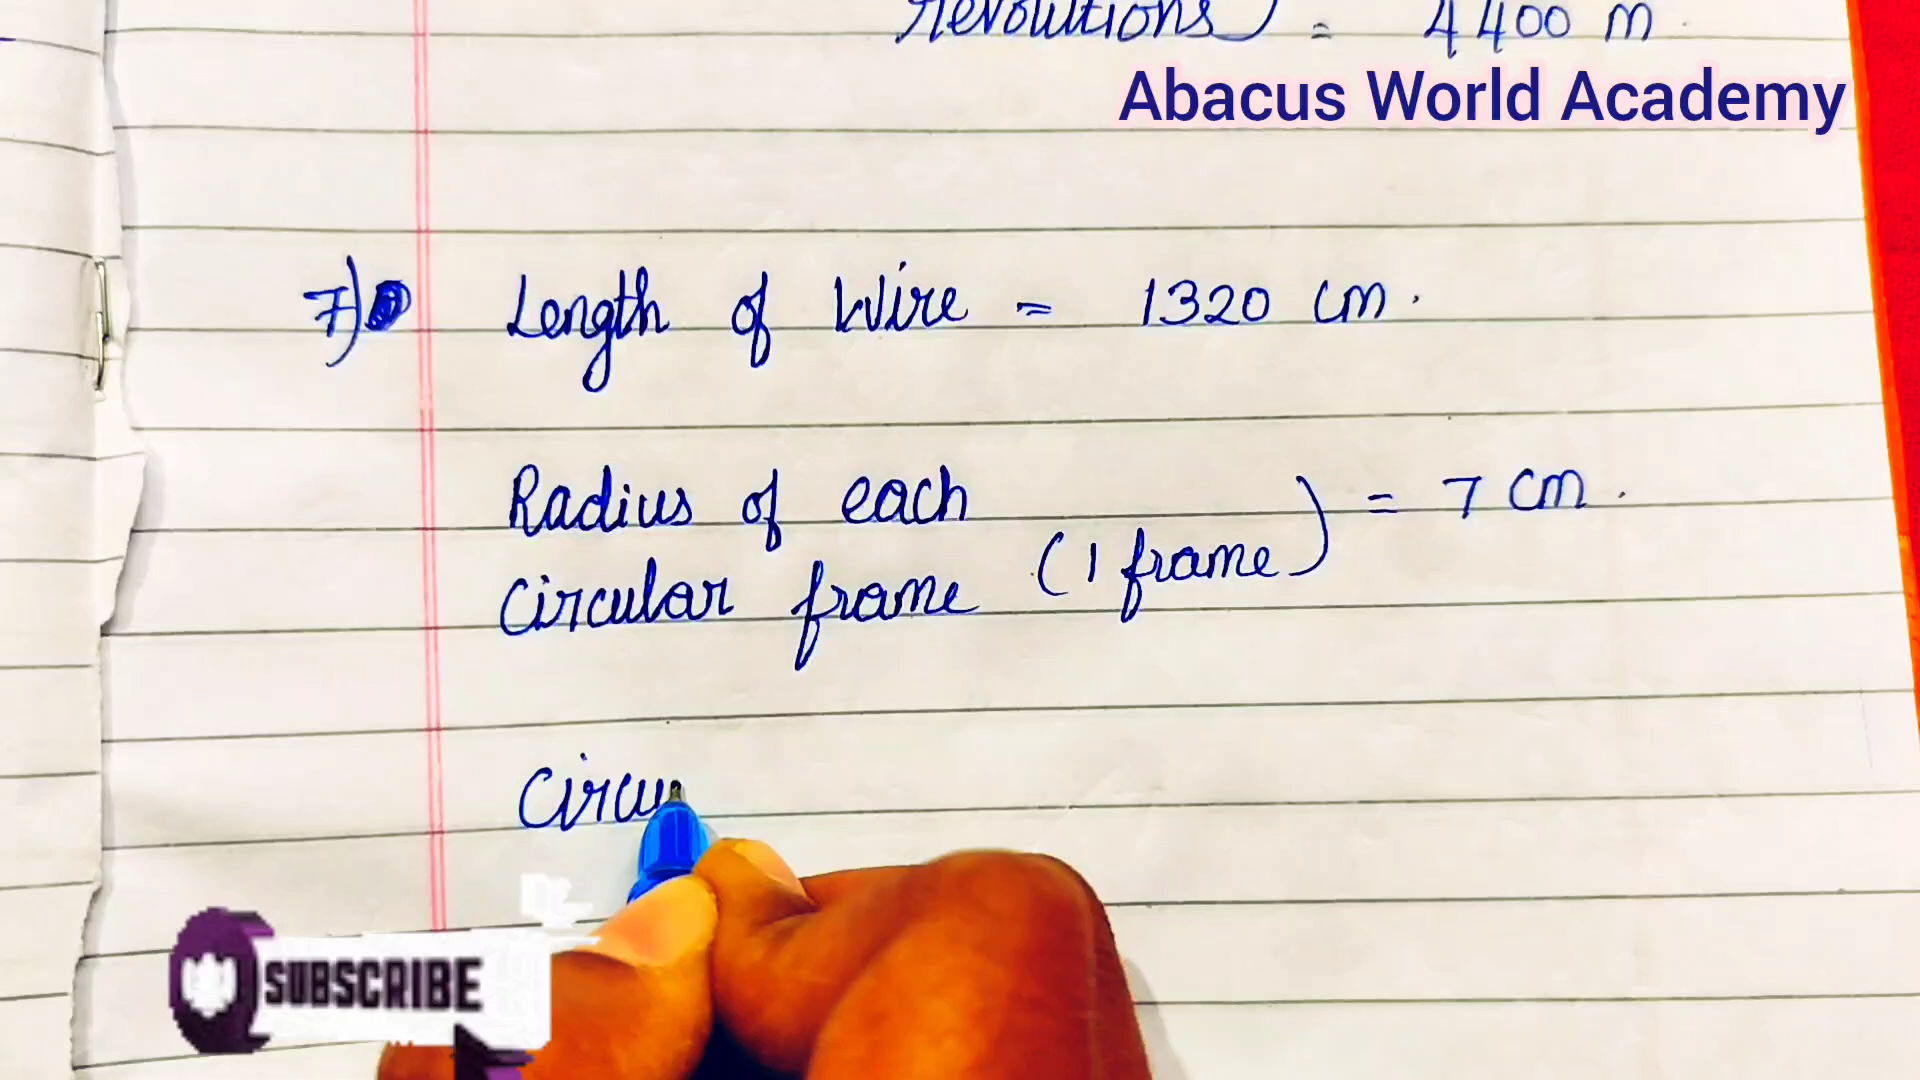 Revolutions ) = 4400 m.
Abacus World Academy
7) Length of Wire = 1320 cm.
Radius of each
Circular frame (1 frame) = 7 cm.
Circu
SUBSCRIBE